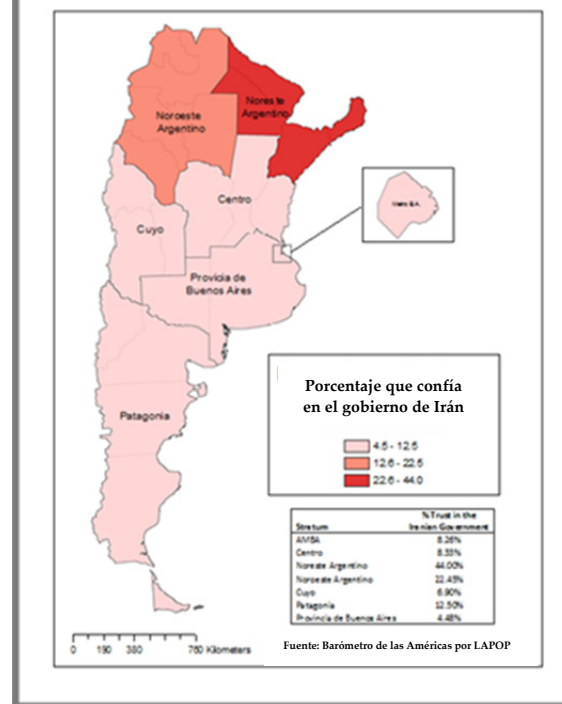 Noroeste
Argentino
Noreste
Argentino
Centro
Cuyo
Metro B.A.
Provicia de
Buenos Aires
Patagonia
Porcentaje que confía
en el gobierno de Irán
4.5 - 12.5
12.6 - 22.5
22.6 - 44.0
% Trust in the
Stratum Iranian Government
AMBA 8.26%
Centro 8.33%
Noreste Argentino 44.00%
Noroeste Argentino 22.45%
Cuyo 6.90%
Patagonia 12.50%
Provincia de Buenos Aires 4.48%
0 190 380 760 Kilometers
Fuente: Barómetro de las Américas por LAPOP